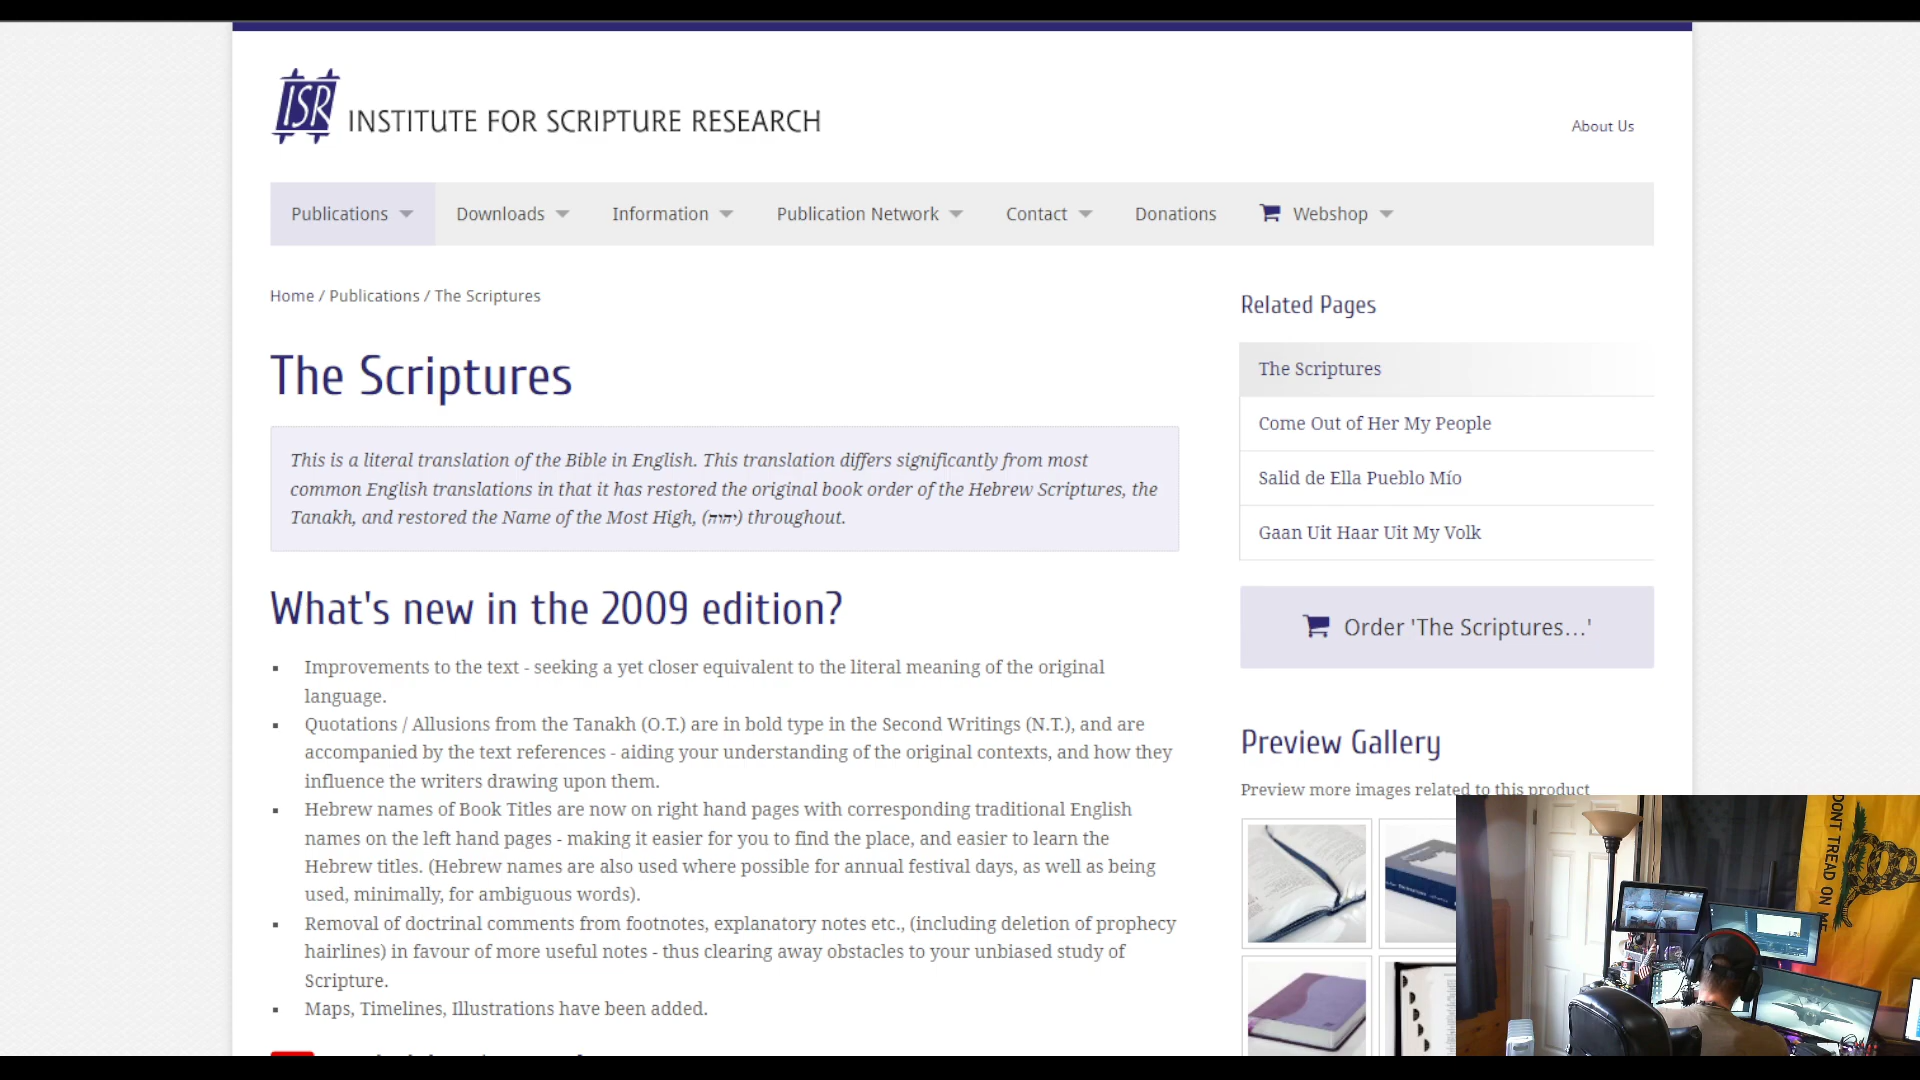 ISR INSTITUTE FOR SCRIPTURE RESEARCH
About Us
Publications
Downloads
Information
Publication Network
Contact
Donations
Webshop
Home / Publications / The Scriptures
The Scriptures
This is a literal translation of the Bible in English. This translation differs significantly from most
common English translations in that it has restored the original book order of the Hebrew Scriptures, the
Tanakh, and restored the Name of the Most High, (יהוה) throughout.
What's new in the 2009 edition?
▪ Improvements to the text - seeking a yet closer equivalent to the literal meaning of the original
language.
▪ Quotations / Allusions from the Tanakh (O.T.) are in bold type in the Second Writings (N.T.), and are
accompanied by the text references - aiding your understanding of the original contexts, and how they
influence the writers drawing upon them.
▪ Hebrew names of Book Titles are now on right hand pages with corresponding traditional English
names on the left hand pages - making it easier for you to find the place, and easier to learn the
Hebrew titles. (Hebrew names are also used where possible for annual festival days, as well as being
used, minimally, for ambiguous words).
▪ Removal of doctrinal comments from footnotes, explanatory notes etc., (including deletion of prophecy
hairlines) in favour of more useful notes - thus clearing away obstacles to your unbiased study of
Scripture.
▪ Maps, Timelines, Illustrations have been added.
Related Pages
The Scriptures
Come Out of Her My People
Salid de Ella Pueblo Mío
Gaan Uit Haar Uit My Volk
Order 'The Scriptures…'
Preview Gallery
Preview more images related to this product
DONT TREAD ON ME